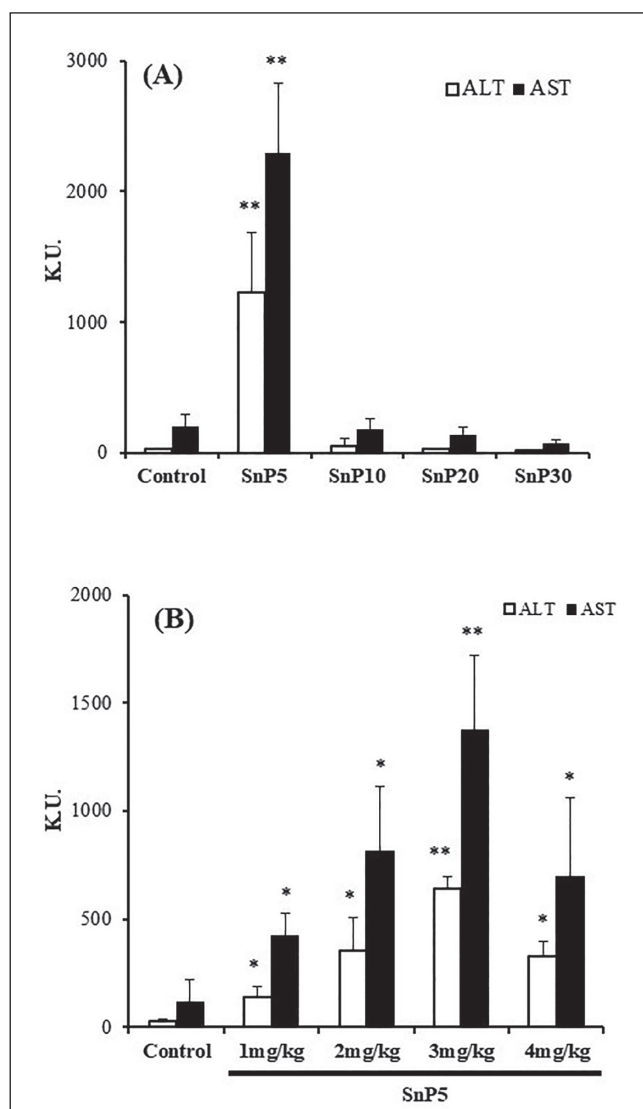 (A)
ALT AST
3000
2000
1000
0
K.U.
** **
Control SnP5 SnP10 SnP20 SnP30
(B)
ALT AST
2000
1500
1000
500
0
K.U.
* * * * ** ** * *
Control 1mg/kg 2mg/kg 3mg/kg 4mg/kg
SnP5